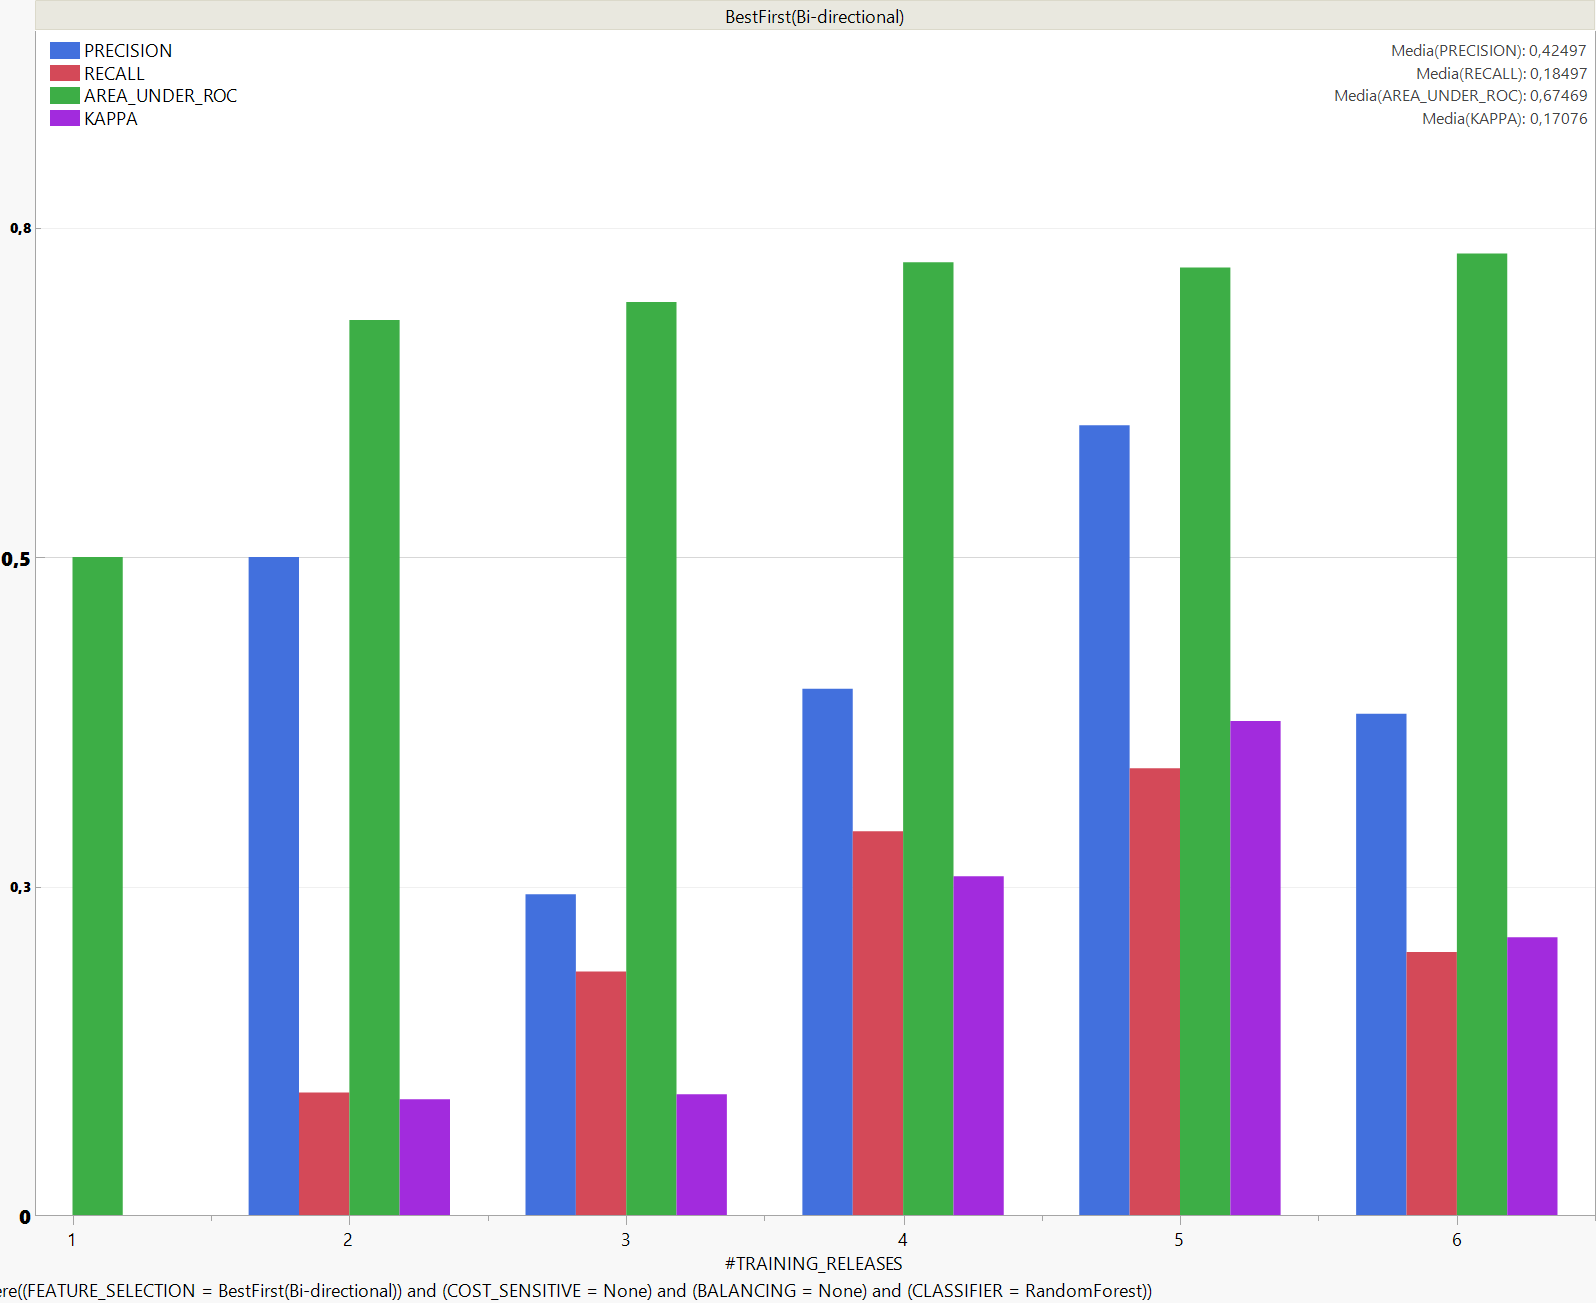 BestFirst(Bi-directional)
PRECISION
RECALL
AREA_UNDER_ROC
KAPPA
Media(PRECISION): 0,42497
Media(RECALL): 0,18497
Media(AREA_UNDER_ROC): 0,67469
Media(KAPPA): 0,17076
0,8
0,5
0,3
0
1 2 3 4 5 6
#TRAINING_RELEASES
ere((FEATURE_SELECTION = BestFirst(Bi-directional)) and (COST_SENSITIVE = None) and (BALANCING = None) and (CLASSIFIER = RandomForest))